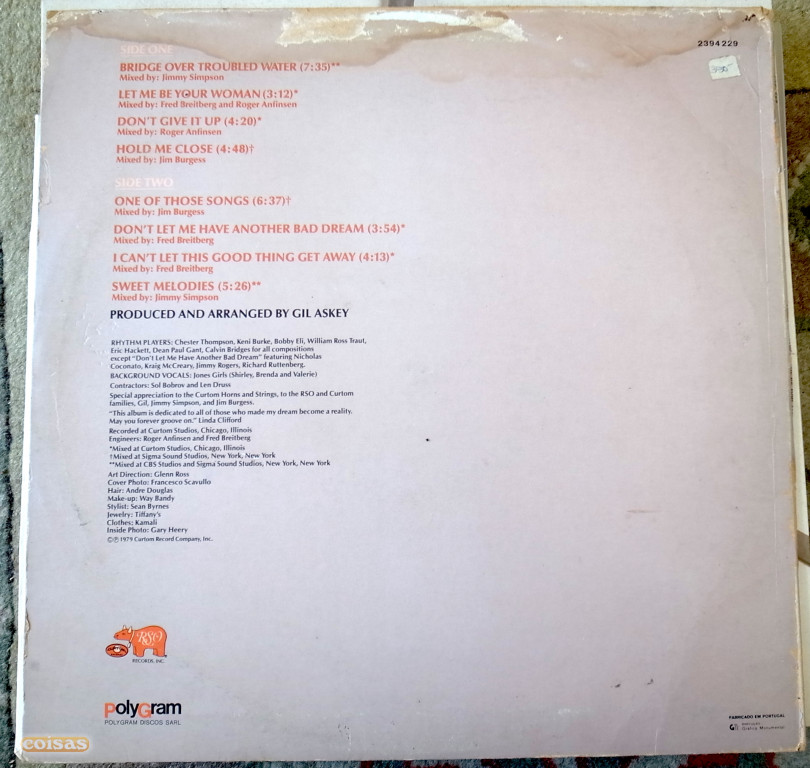 SIDE ONE
2394229
BRIDGE OVER TROUBLED WATER (7:35)**
Mixed by: Jimmy Simpson
LET ME BE YOUR WOMAN (3:12)*
Mixed by: Fred Breitberg and Roger Anfinsen
DON'T GIVE IT UP (4:20)*
Mixed by: Roger Anfinsen
HOLD ME CLOSE (4:48)†
Mixed by: Jim Burgess
SIDE TWO
ONE OF THOSE SONGS (6:37)†
Mixed by: Jim Burgess
DON'T LET ME HAVE ANOTHER BAD DREAM (3:54)*
Mixed by: Fred Breitberg
I CAN'T LET THIS GOOD THING GET AWAY (4:13)*
Mixed by: Fred Breitberg
SWEET MELODIES (5:26)**
Mixed by: Jimmy Simpson
PRODUCED AND ARRANGED BY GIL ASKEY
RHYTHM PLAYERS: Chester Thompson, Keni Burke, Bobby Eli, William Ross Traut,
Eric Hackett, Dean Paul Gant, Calvin Bridges for all compositions
except "Don't Let Me Have Another Bad Dream" featuring Nicholas
Coconato, Kraig McCreary, Jimmy Rogers, Richard Ruttenberg.
BACKGROUND VOCALS: Jones Girls (Shirley, Brenda and Valerie)
Contractors: Sol Bobrov and Len Druss
Special appreciation to the Curtom Horns and Strings, to the RSO and Curtom
families, Gil, Jimmy Simpson, and Jim Burgess.
"This album is dedicated to all of those who made my dream become a reality.
May you forever groove on." Linda Clifford
Recorded at Curtom Studios, Chicago, Illinois
Engineers: Roger Anfinsen and Fred Breitberg
*Mixed at Curtom Studios, Chicago, Illinois
†Mixed at Sigma Sound Studios, New York, New York
**Mixed at CBS Studios and Sigma Sound Studios, New York, New York
Art Direction: Glenn Ross
Cover Photo: Francesco Scavullo
Hair: Andre Douglas
Make-up: Way Bandy
Stylist: Sean Byrnes
Jewelry: Tiffany's
Clothes: Kamali
Inside Photo: Gary Heery
©℗1979 Curtom Record Company, Inc.
RSO
RECORDS, INC.
PolyGram
POLYGRAM DISCOS SARL
FABRICADO EM PORTUGAL
Gráfica Monumental
coisas